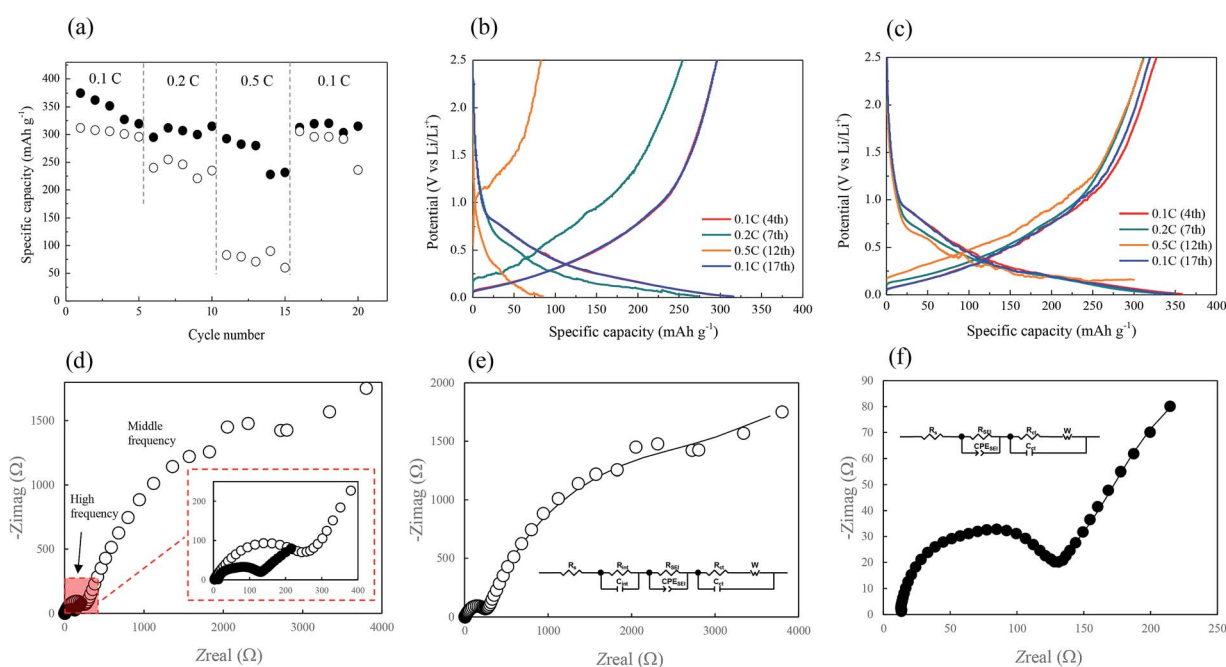 (a)
0.1 C 0.2 C 0.5 C 0.1 C
Specific capacity (mAh g⁻¹)
400
350
300
250
200
150
100
50
0
0 5 10 15 20
Cycle number
(b)
Potential (V vs Li/Li⁺)
2.5
2.0
1.5
1.0
0.5
0.0
0.1C (4th)
0.2C (7th)
0.5C (12th)
0.1C (17th)
0 50 100 150 200 250 300 350 400
Specific capacity (mAh g⁻¹)
(c)
Potential (V vs Li/Li⁺)
2.5
2.0
1.5
1.0
0.5
0.0
0.1C (4th)
0.2C (7th)
0.5C (12th)
0.1C (17th)
0 50 100 150 200 250 300 350 400
Specific capacity (mAh g⁻¹)
(d)
-Zimag (Ω)
1500
1000
500
0
Middle
frequency
High
frequency
200
100
0
0 100 200 300 400
0 1000 2000 3000 4000
Zreal (Ω)
(e)
-Zimag (Ω)
2000
1500
1000
500
0
Rs Rint RSEI Rct W
Cint CPESEI Cct
0 1000 2000 3000 4000
Zreal (Ω)
(f)
-Zimag (Ω)
90
80
70
60
50
40
30
20
10
0
Rs RSEI Rct W
CPESEI Cct
0 50 100 150 200 250
Zreal (Ω)